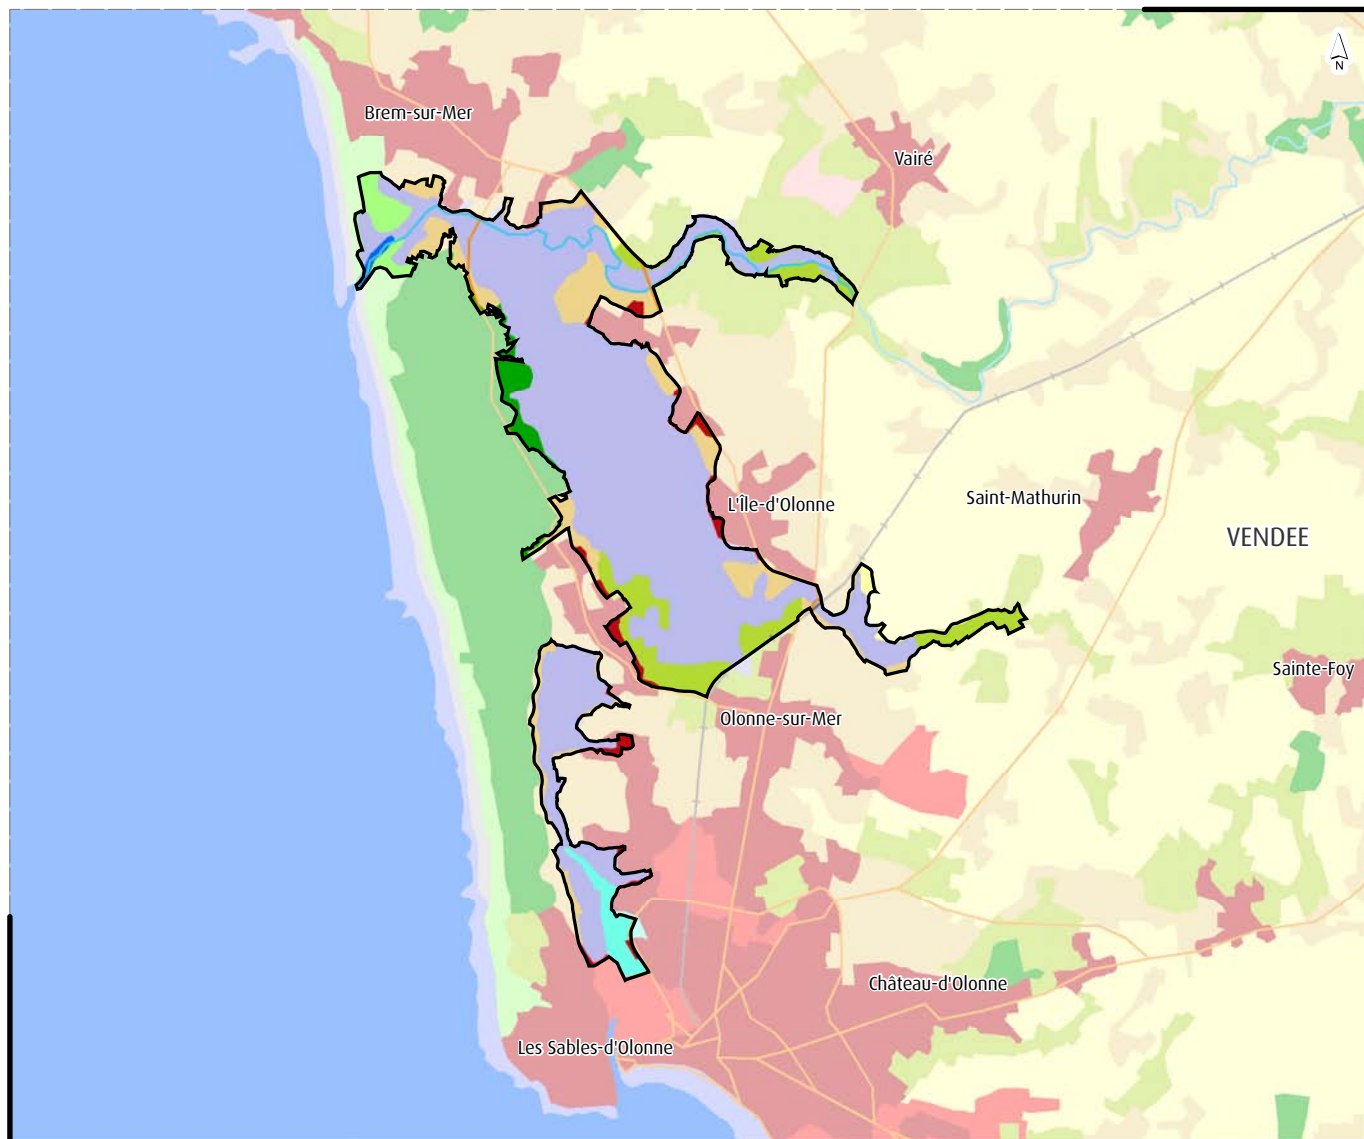 N
Brem-sur-Mer
Vairé
L'Île-d'Olonne
Saint-Mathurin
VENDEE
Sainte-Foy
Olonne-sur-Mer
Château-d'Olonne
Les Sables-d'Olonne